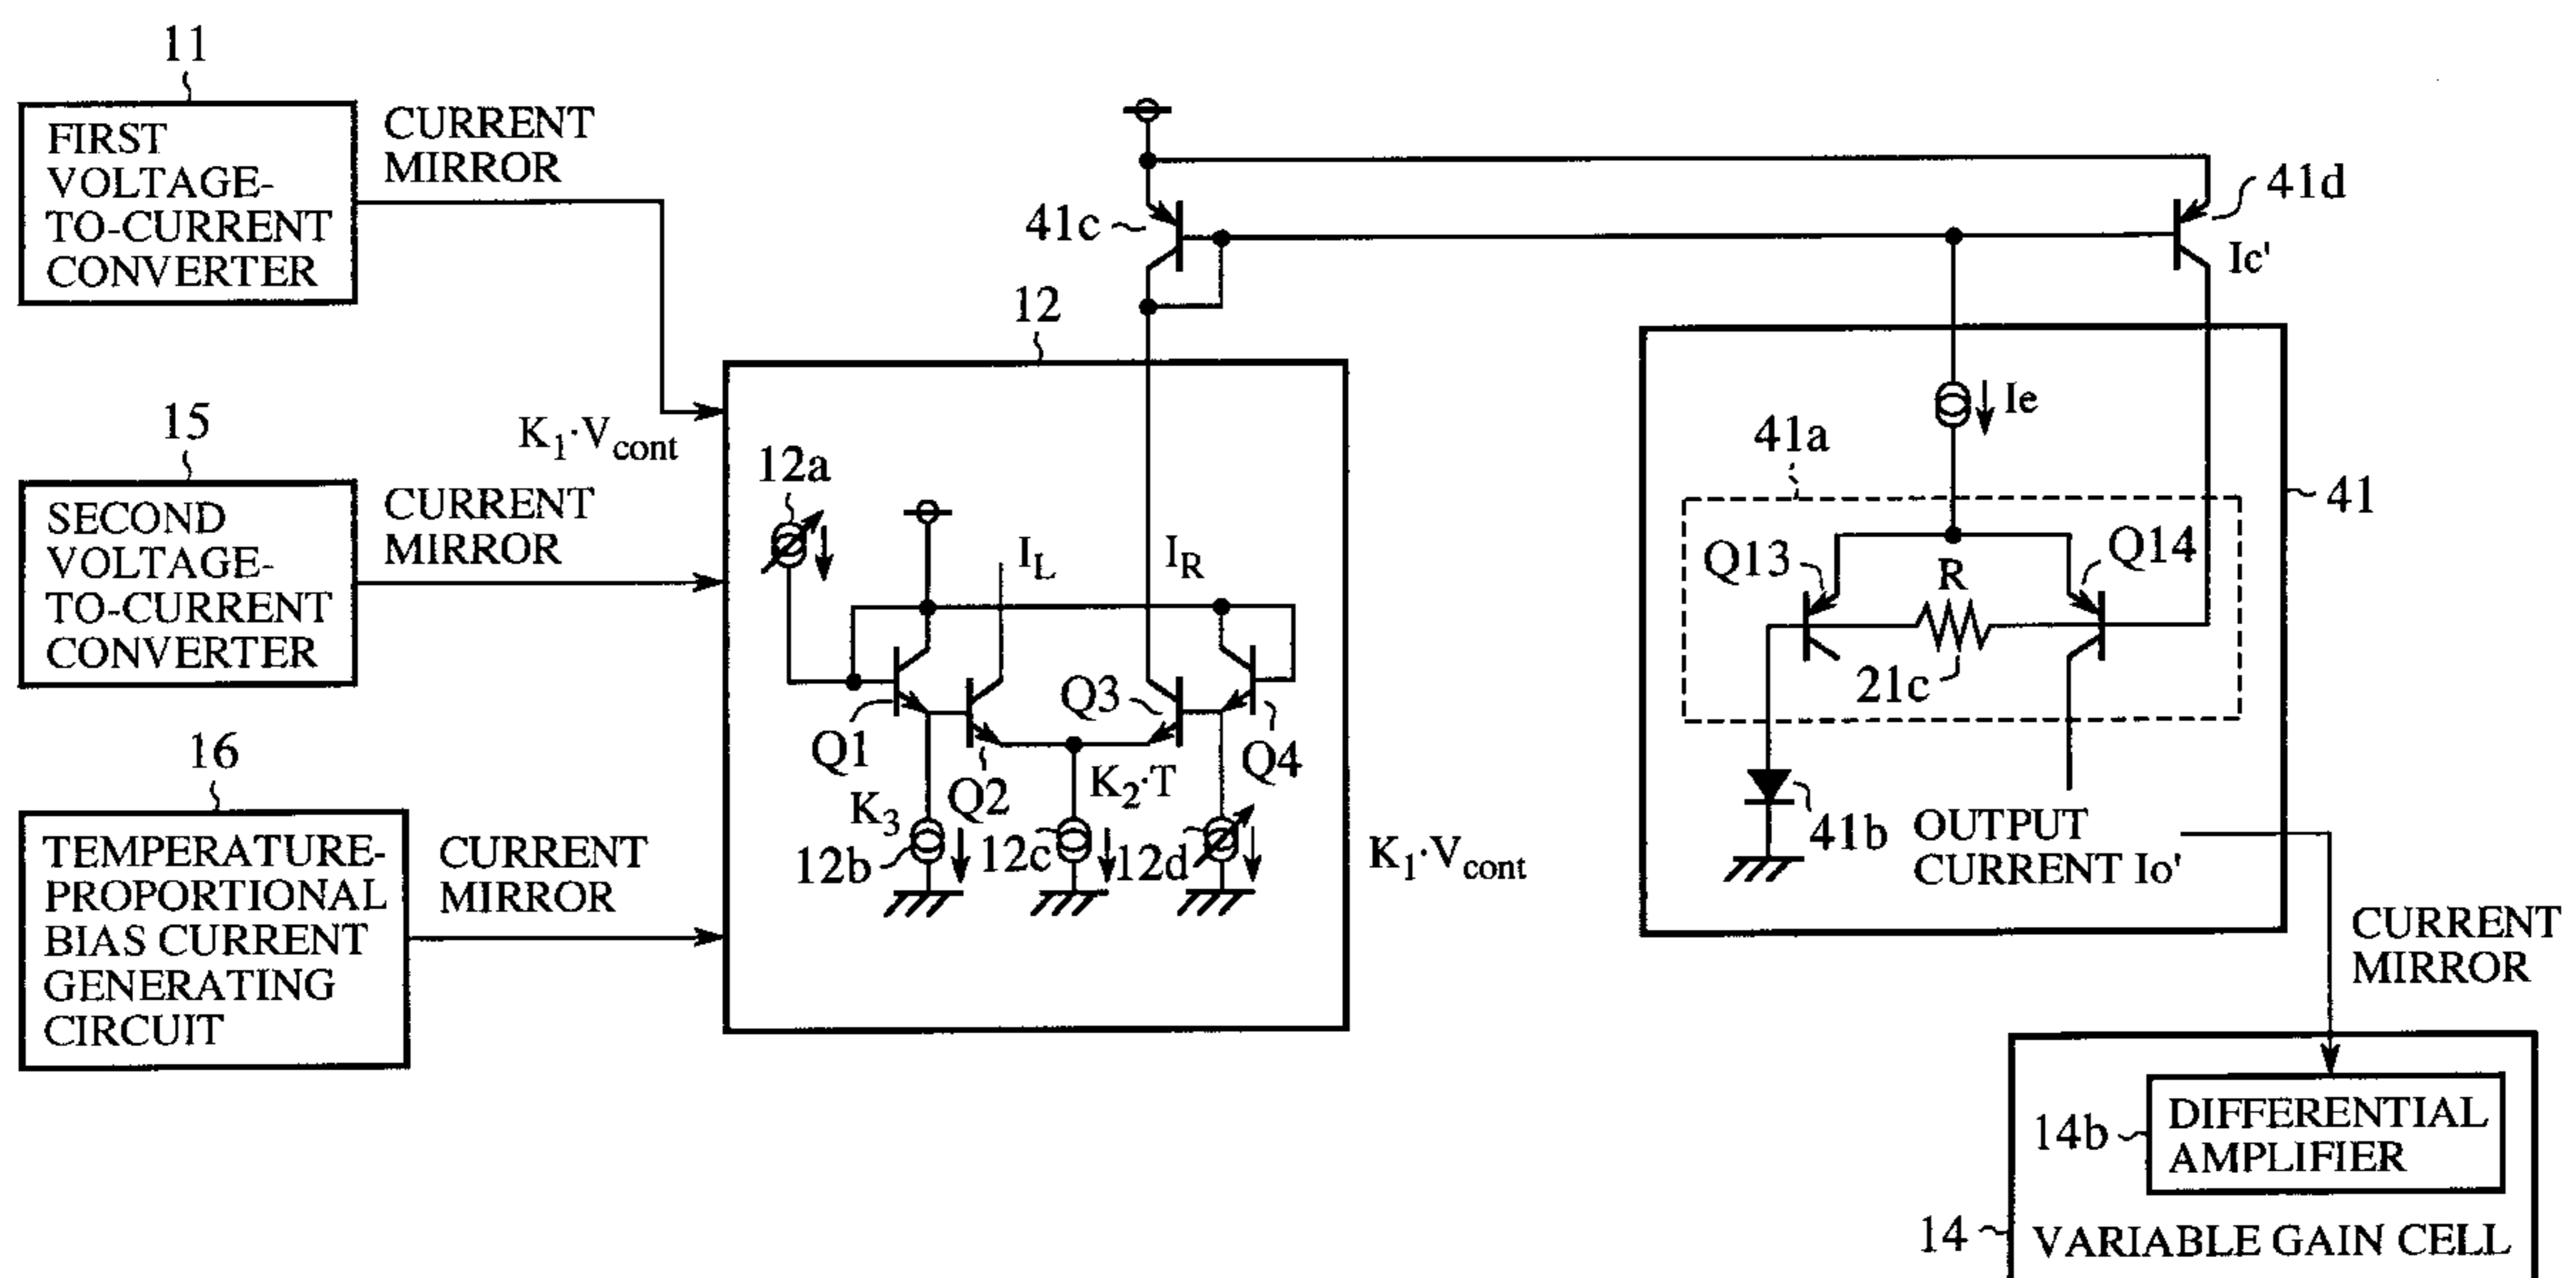 11
FIRST
VOLTAGE-
TO-CURRENT
CONVERTER
CURRENT
MIRROR
K1·Vcont
15
SECOND
VOLTAGE-
TO-CURRENT
CONVERTER
CURRENT
MIRROR
16
TEMPERATURE-
PROPORTIONAL
BIAS CURRENT
GENERATING
CIRCUIT
CURRENT
MIRROR
12
12a
IL
IR
Q1
Q2
Q3
Q4
K3
K2·T
12b
12c
12d
K1·Vcont
41c
41d
Ic'
Ie
41a
41
Q13
R
Q14
21c
41b
OUTPUT
CURRENT Io'
CURRENT
MIRROR
14b
DIFFERENTIAL
AMPLIFIER
14
VARIABLE GAIN CELL